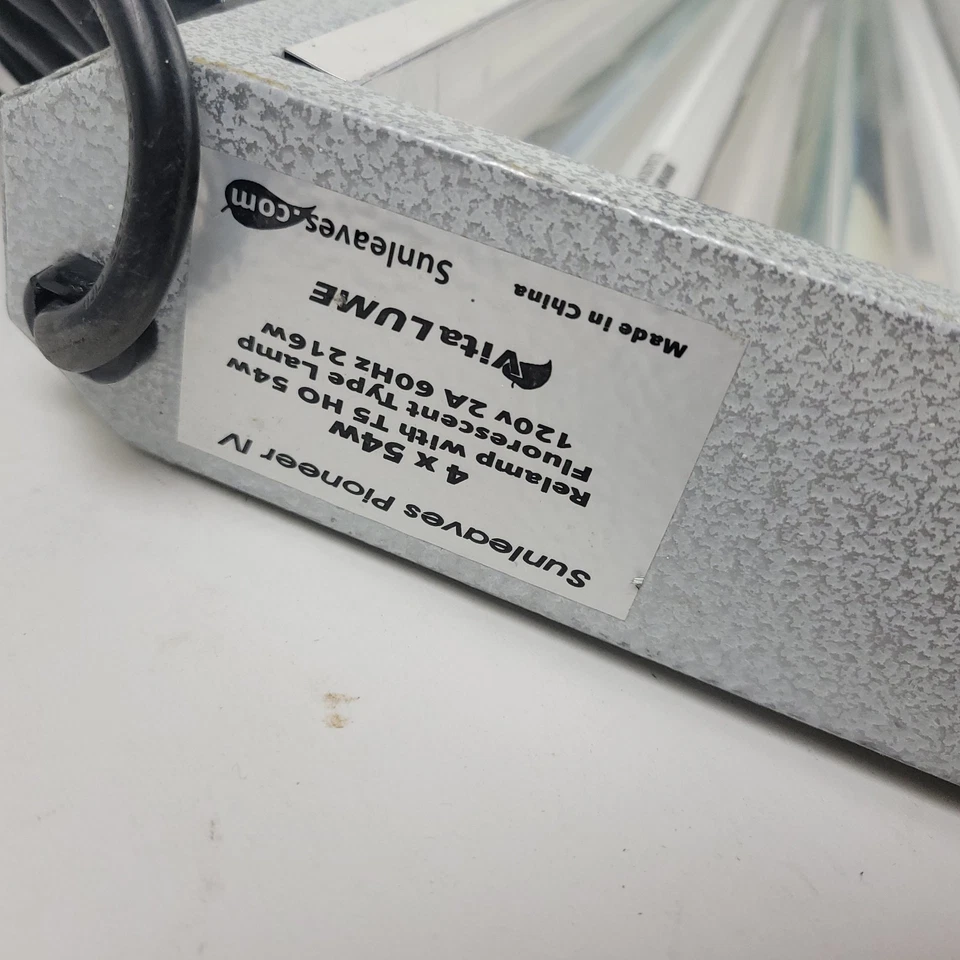 Sunleaves Pioneer IV
4 x 54w
Relamp with T5 HO 54w
Fluorescent Type Lamp
120v 2A 60Hz 216w
VitaLUME
Made in China
Sunleaves.com